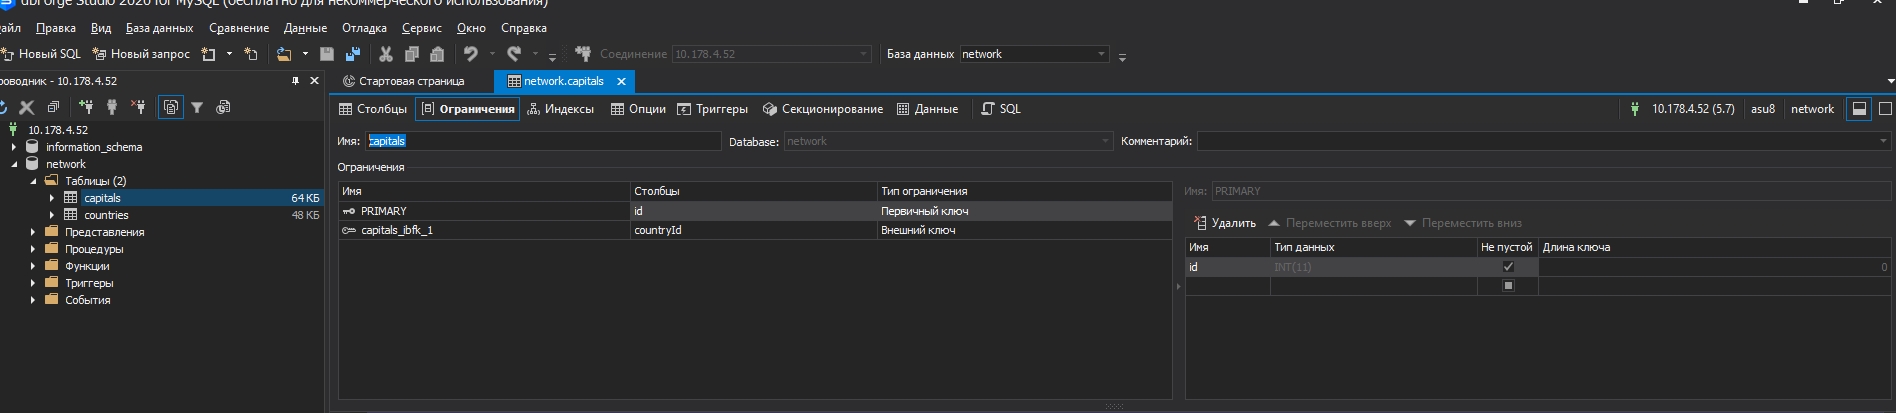 dbForge Studio 2020 for MySQL (бесплатно для некоммерческого использования)
айл Правка Вид База данных Сравнение Данные Отладка Сервис Окно Справка
Новый SQL Новый запрос Соединение 10.178.4.52 База данных network
роводник - 10.178.4.52 Стартовая страница network.capitals
Столбцы Ограничения Индексы Опции Триггеры Секционирование Данные SQL 10.178.4.52 (5.7) asu8 network
10.178.4.52
information_schema
network
Таблицы (2)
capitals 64 КБ
countries 48 КБ
Представления
Процедуры
Функции
Триггеры
События
Имя: capitals Database: network Комментарий:
Ограничения
Имя Столбцы Тип ограничения
PRIMARY id Первичный ключ
capitals_ibfk_1 countryId Внешний ключ
Имя: PRIMARY
Удалить Переместить вверх Переместить вниз
Имя Тип данных Не пустой Длина ключа
id INT(11) 0